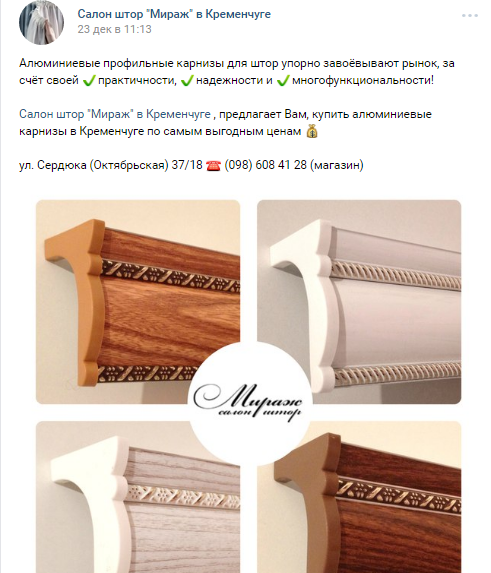 Салон штор "Мираж" в Кременчуге
23 дек в 11:13
Алюминиевые профильные карнизы для штор упорно завоёвывают рынок, за
счёт своей ✔практичности, ✔надежности и ✔многофункциональности!
Салон штор "Мираж" в Кременчуге , предлагает Вам, купить алюминиевые
карнизы в Кременчуге по самым выгодным ценам 💰
ул. Сердюка (Октябрьская) 37/18 ☎ (098) 608 41 28 (магазин)
Мираж
салон штор